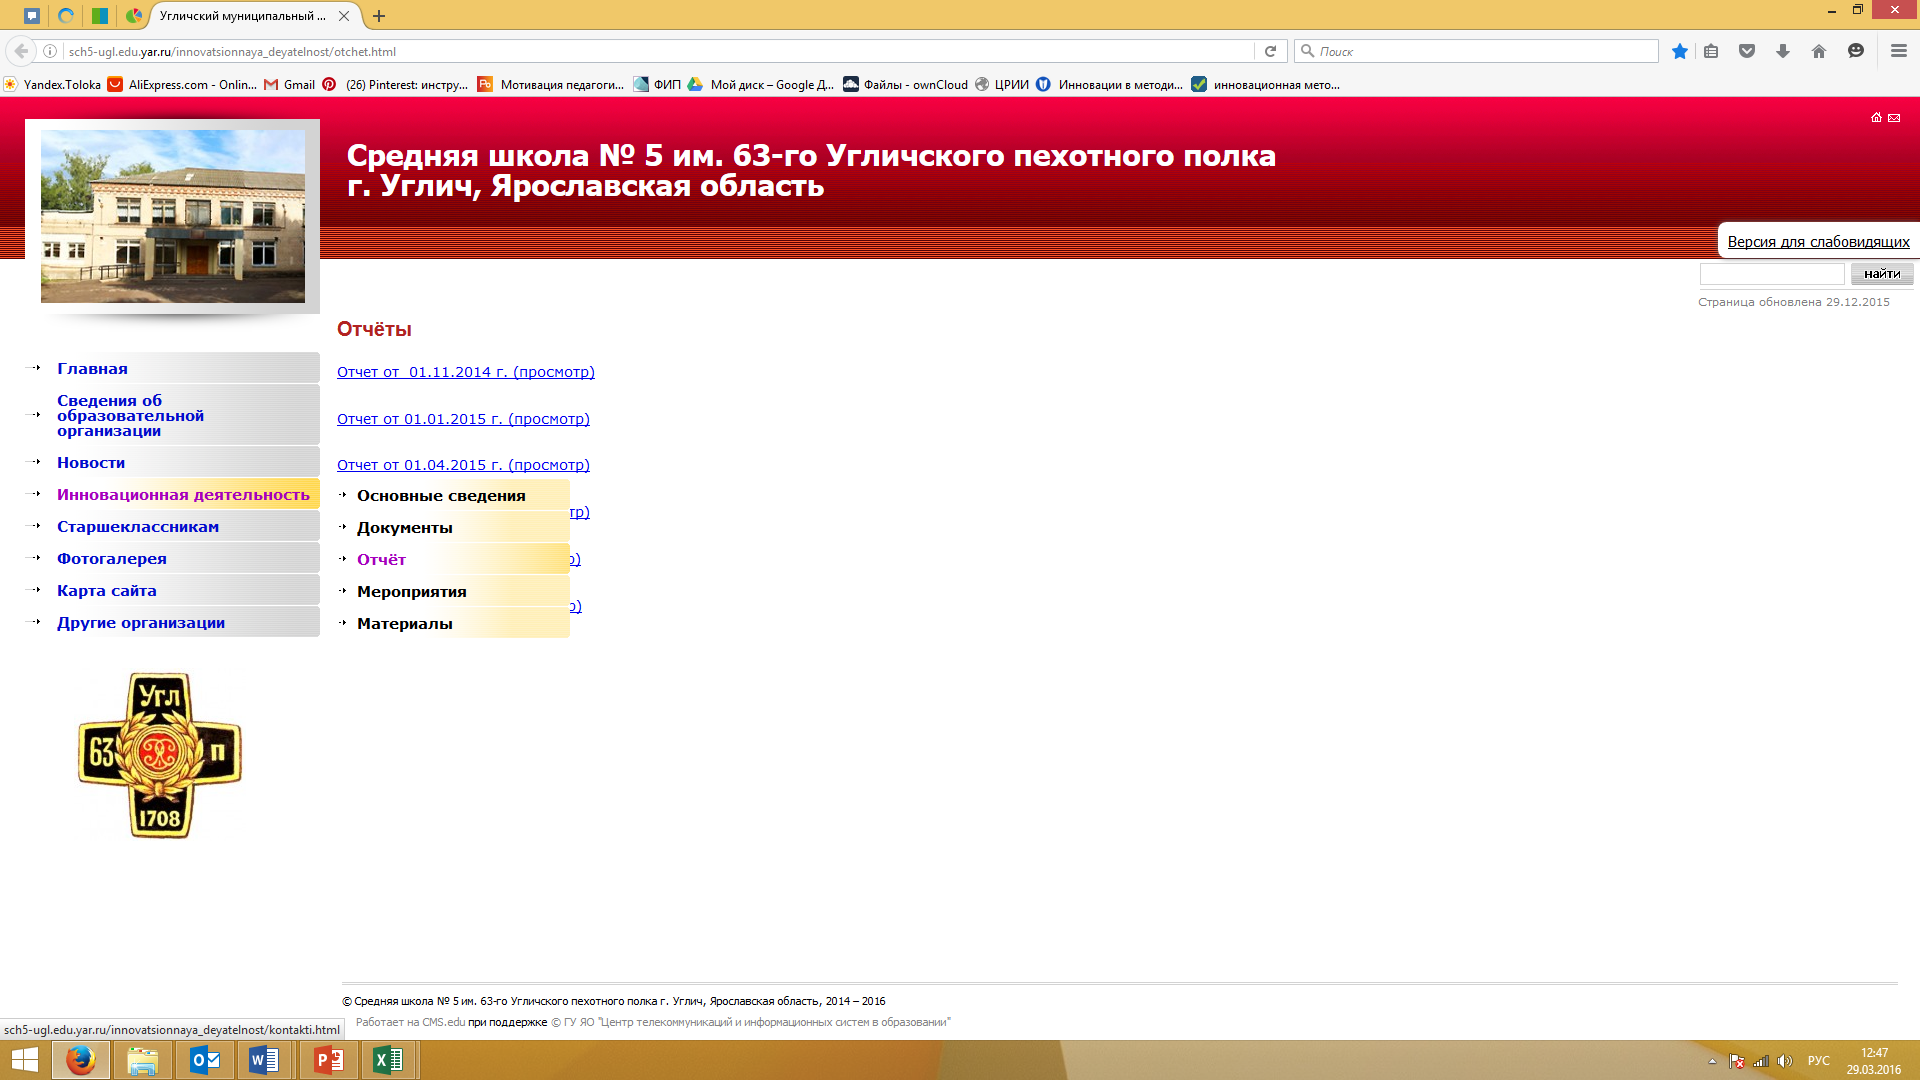 Угличский муниципальный ...
sch5-ugl.edu.yar.ru/innovatsionnaya_deyatelnost/otchet.html
Поиск
Yandex.Toloka
AliExpress.com - Onlin...
Gmail
(26) Pinterest: инстру...
Мотивация педагоги...
ФИП
Мой диск – Google Д...
Файлы - ownCloud
ЦРИИ
Инновации в методи...
инновационная мето...
Средняя школа № 5 им. 63-го Угличского пехотного полка
г. Углич, Ярославская область
Версия для слабовидящих
найти
Страница обновлена 29.12.2015
Отчёты
Отчет от  01.11.2014 г. (просмотр)
Отчет от 01.01.2015 г. (просмотр)
Отчет от 01.04.2015 г. (просмотр)
Главная
Сведения об
образовательной
организации
Новости
Инновационная деятельность
Старшеклассникам
Фотогалерея
Карта сайта
Другие организации
Основные сведения
Документы
Отчёт
Мероприятия
Материалы
Угл
63 п
1708
© Средняя школа № 5 им. 63-го Угличского пехотного полка г. Углич, Ярославская область, 2014 – 2016
Работает на CMS.edu при поддержке © ГУ ЯО "Центр телекоммуникаций и информационных систем в образовании"
sch5-ugl.edu.yar.ru/innovatsionnaya_deyatelnost/kontakti.html
РУС
12:47
29.03.2016